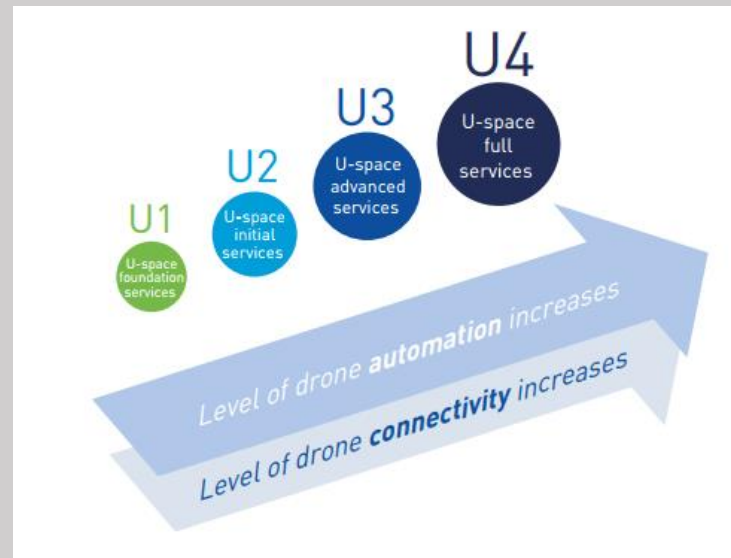 U1
U-space
foundation
services
U2
U-space
initial
services
U3
U-space
advanced
services
U4
U-space
full
services
Level of drone automation increases
Level of drone connectivity increases